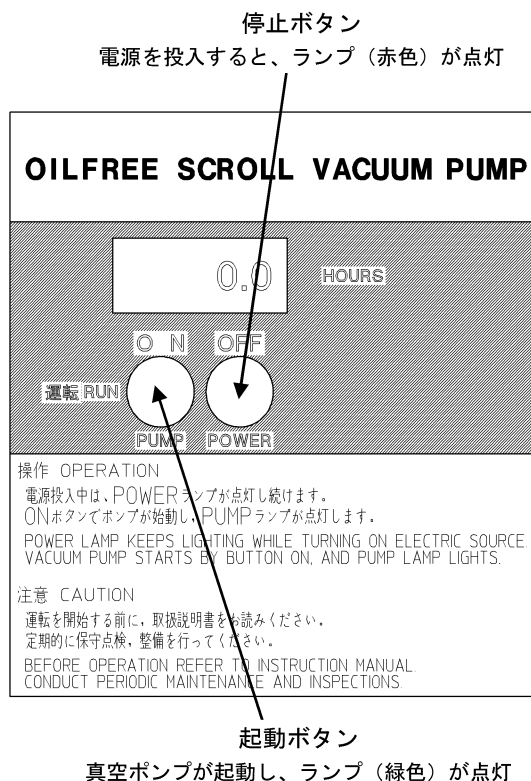 停止ボタン
電源を投入すると、ランプ（赤色）が点灯
OILFREE SCROLL VACUUM PUMP
0.0 HOURS
O N OFF
運転 RUN
PUMP POWER
操作 OPERATION
電源投入中は、POWERランプが点灯し続けます。
ONボタンでポンプが始動し、PUMPランプが点灯します。
POWER LAMP KEEPS LIGHTING WHILE TURNING ON ELECTRIC SOURCE.
VACUUM PUMP STARTS BY BUTTON ON, AND PUMP LAMP LIGHTS.
注意 CAUTION
運転を開始する前に，取扱説明書をお読みください。
定期的に保守点検，整備を行ってください。
BEFORE OPERATION REFER TO INSTRUCTION MANUAL.
CONDUCT PERIODIC MAINTENANCE AND INSPECTIONS.
起動ボタン
真空ポンプが起動し、ランプ（緑色）が点灯